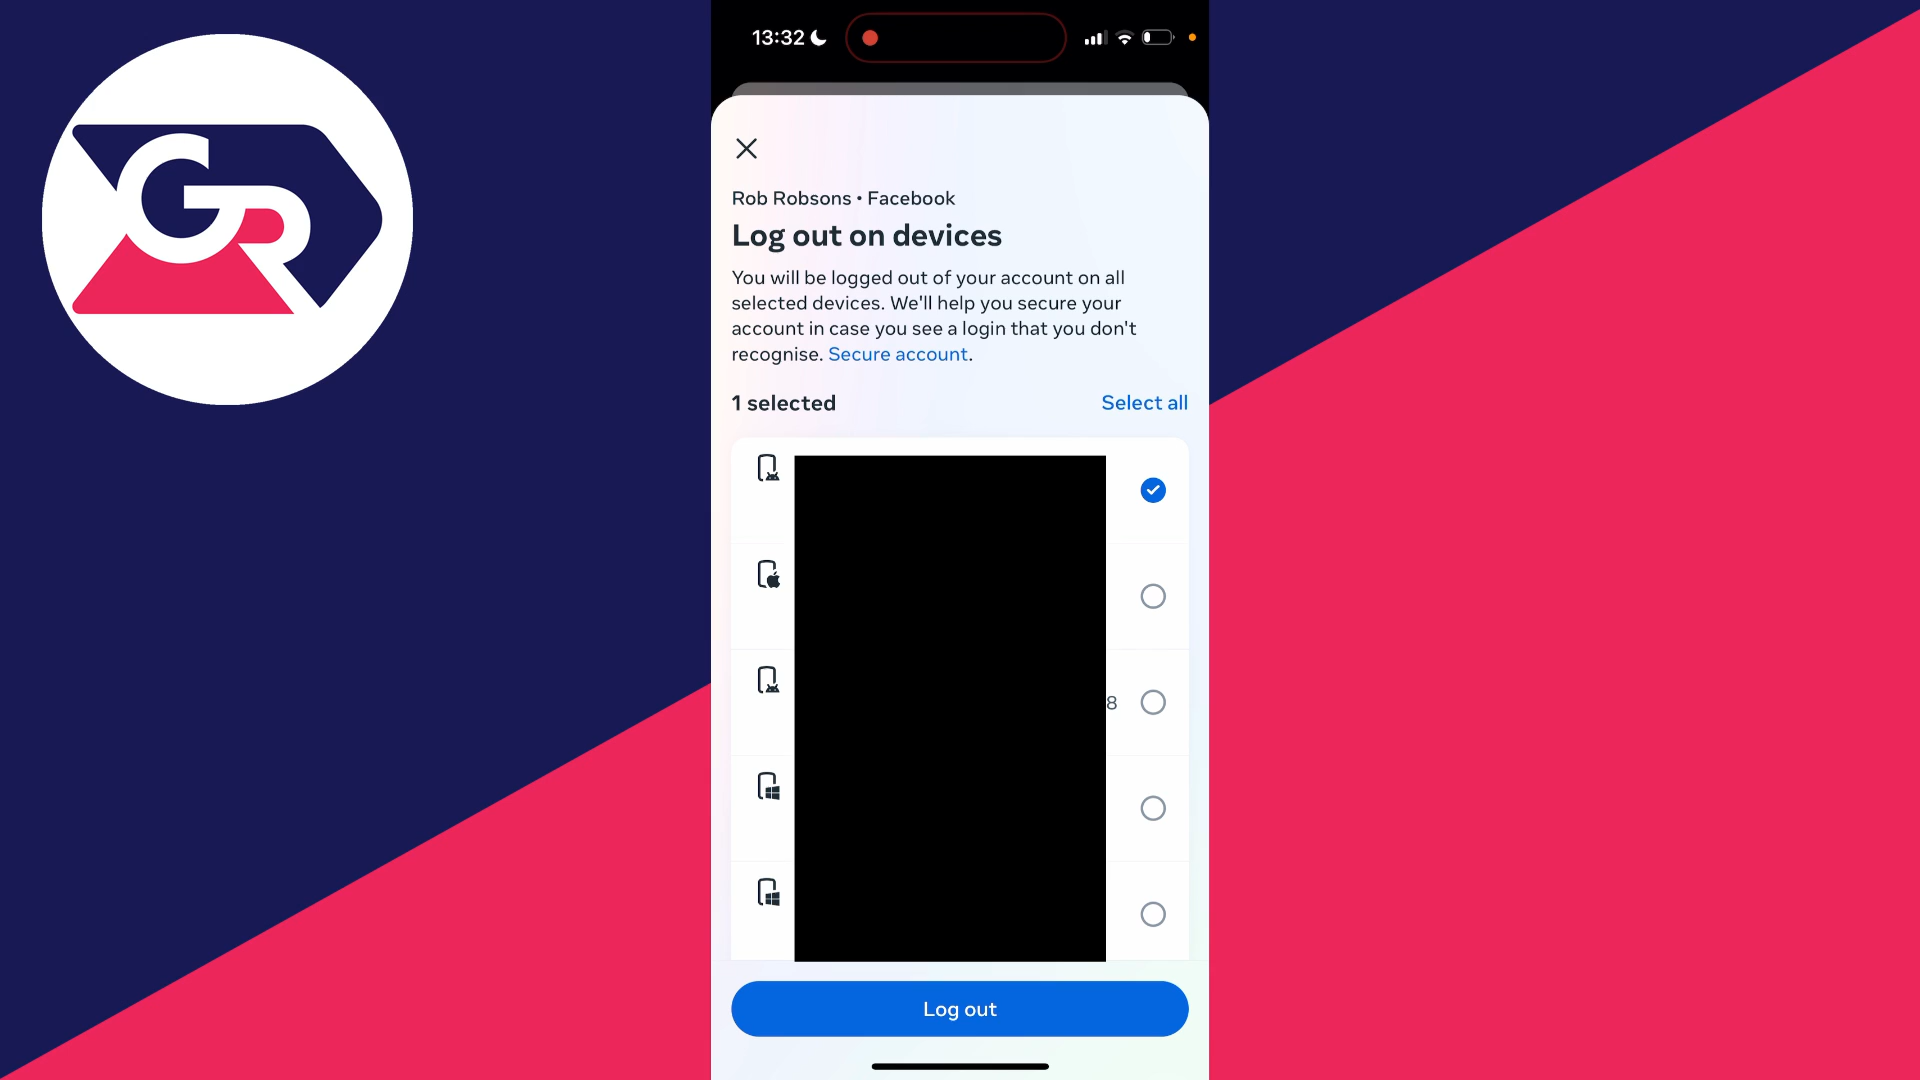 GR
13:32
Rob Robsons • Facebook
Log out on devices
You will be logged out of your account on all
selected devices. We'll help you secure your
account in case you see a login that you don't
recognise. Secure account.
1 selected
Select all
8
Log out